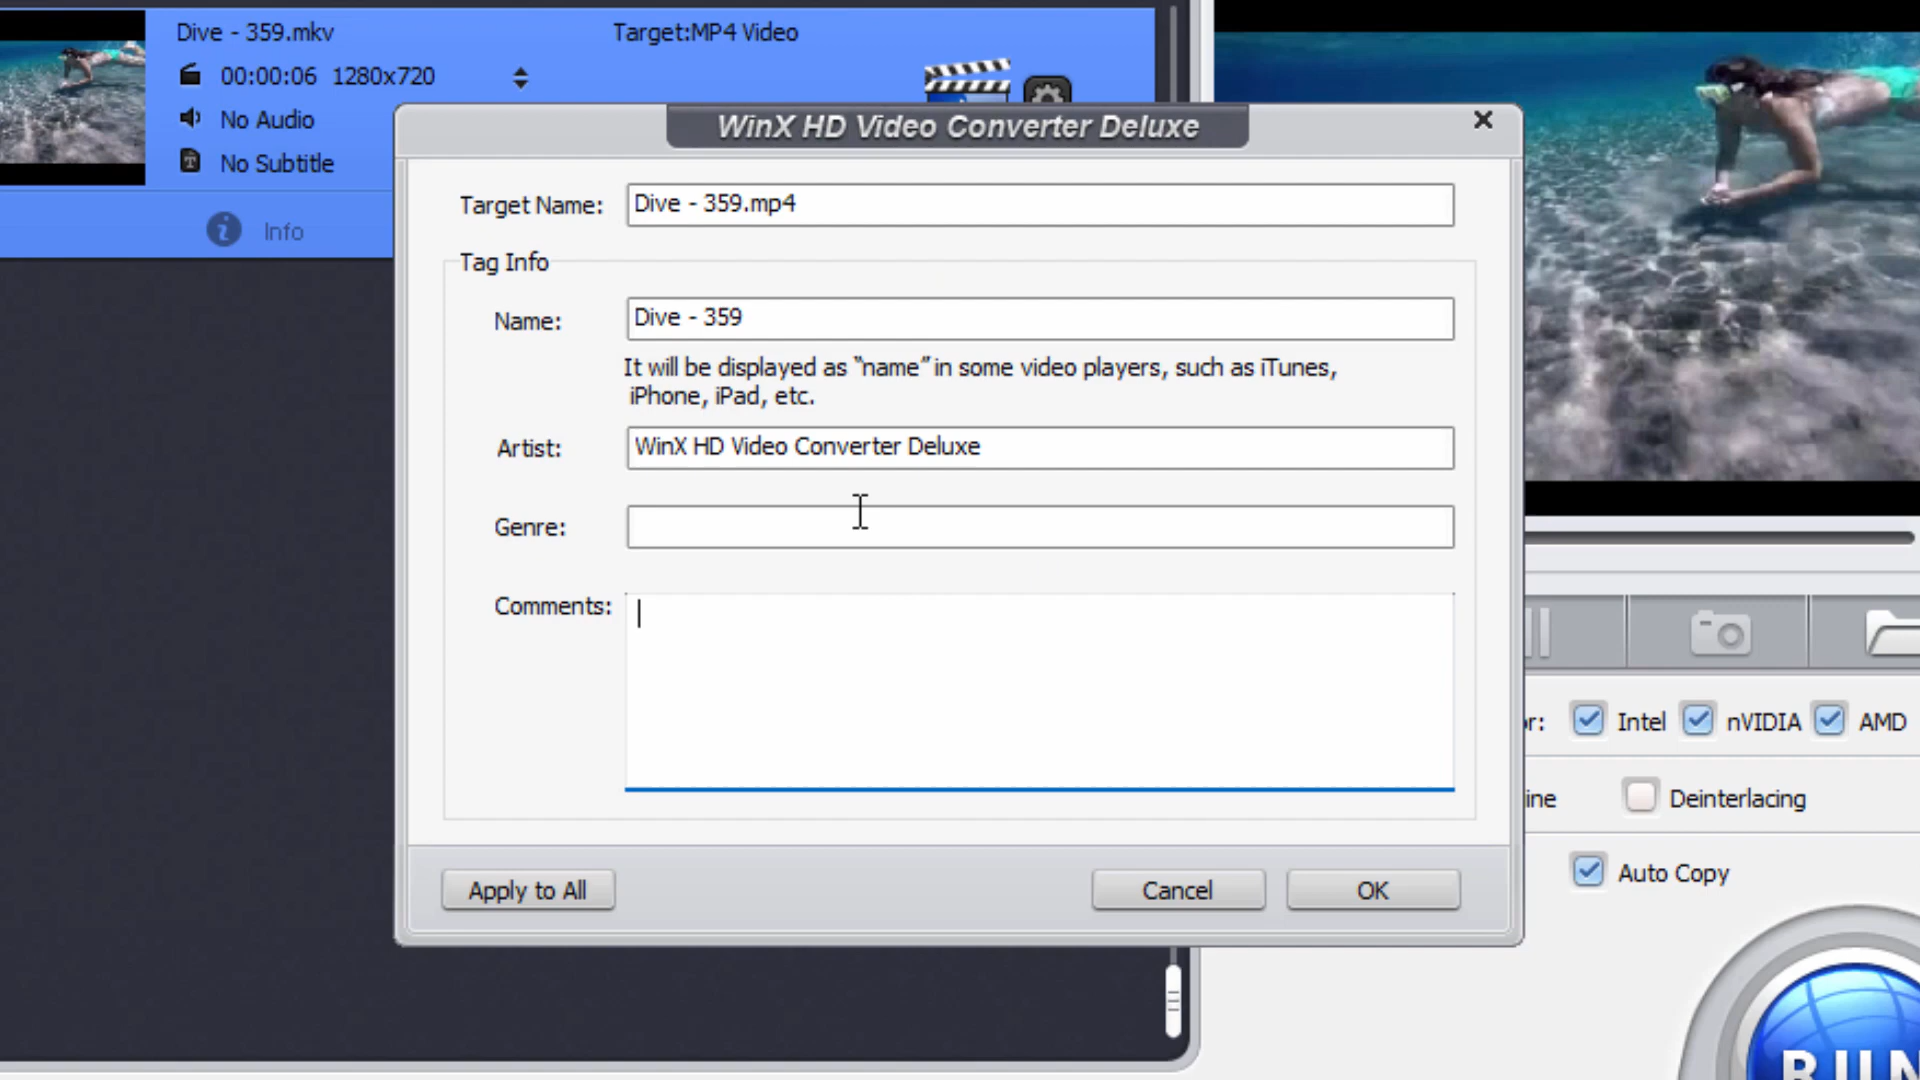 Dive - 359.mkv
Target:MP4 Video
00:00:06 1280x720
No Audio
No Subtitle
Info
WinX HD Video Converter Deluxe
Target Name: Dive - 359.mp4
Tag Info
Name: Dive - 359
It will be displayed as “name” in some video players, such as iTunes,
iPhone, iPad, etc.
Artist: WinX HD Video Converter Deluxe
Genre:
Comments:
Apply to All
Cancel
OK
Intel nVIDIA AMD
Deinterlacing
Auto Copy
RUN